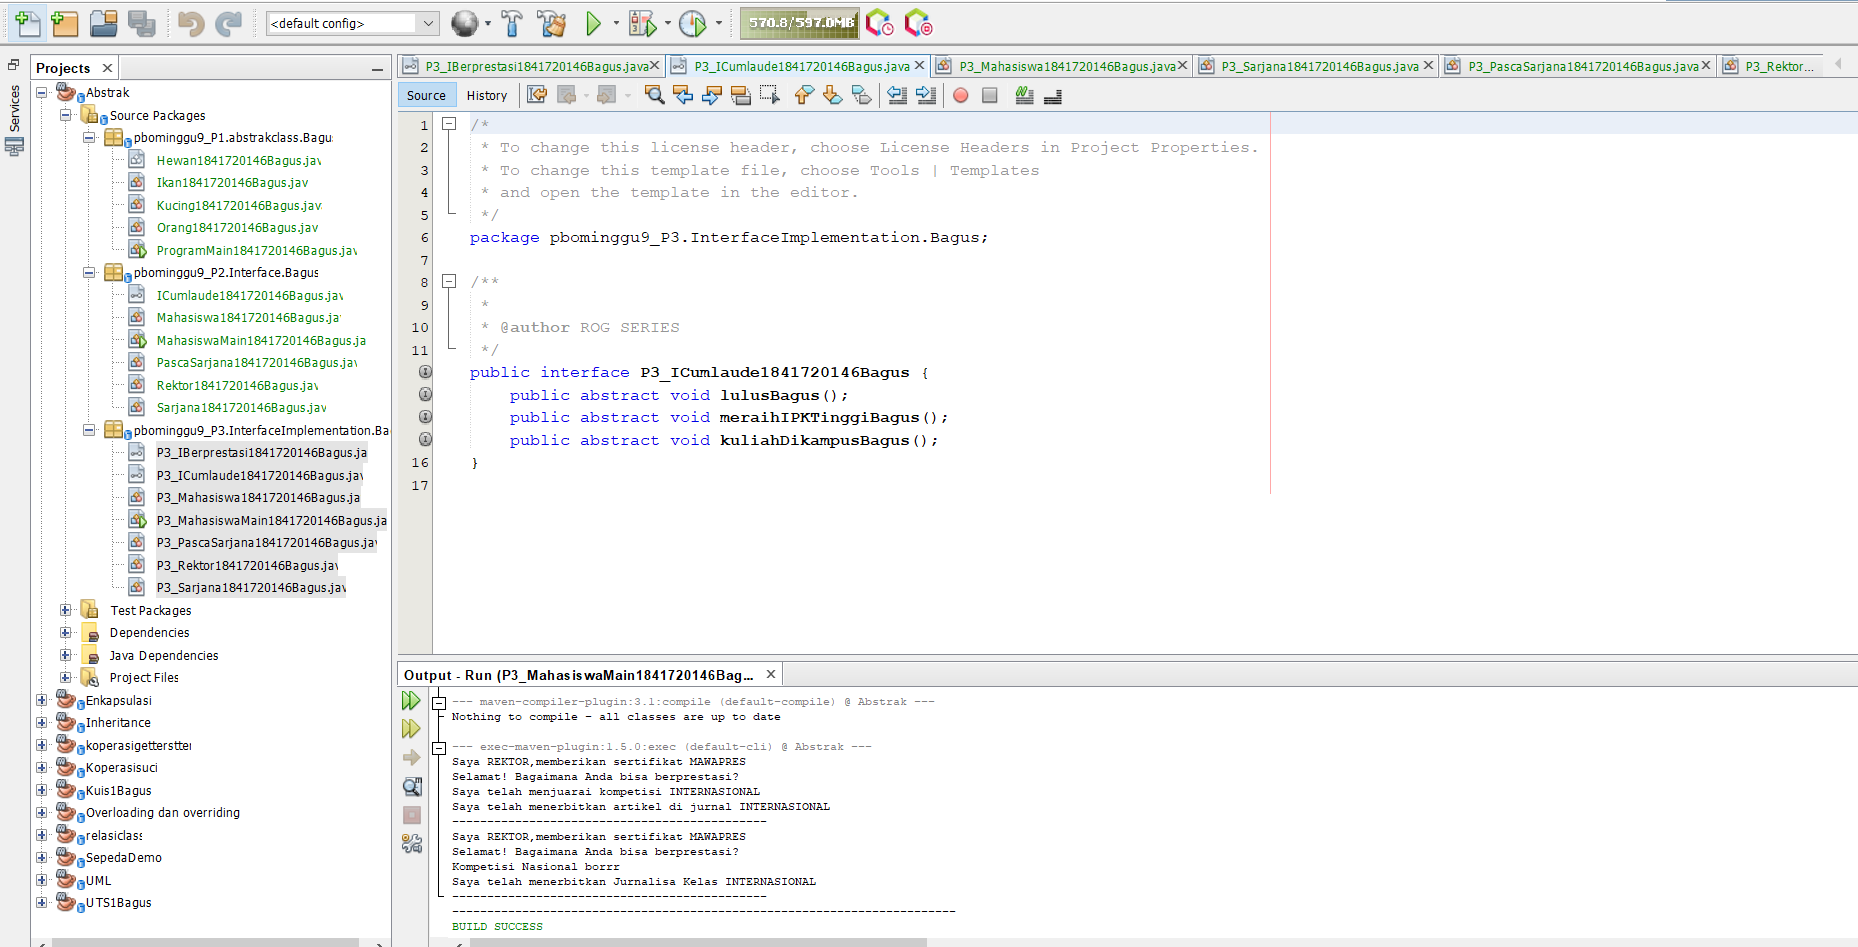 <default config>
570.8/597.0MB
Services
Projects
Abstrak
Source Packages
pbominggu9_P1.abstrakclass.Bagu
Hewan1841720146Bagus.jav
Ikan1841720146Bagus.jav
Kucing1841720146Bagus.jav
Orang1841720146Bagus.jav
ProgramMain1841720146Bagus.jav
pbominggu9_P2.Interface.Bagus
ICumlaude1841720146Bagus.jav
Mahasiswa1841720146Bagus.ja
MahasiswaMain1841720146Bagus.ja
PascaSarjana1841720146Bagus.jav
Rektor1841720146Bagus.jav
Sarjana1841720146Bagus.jav
pbominggu9_P3.InterfaceImplementation.Ba
P3_IBerprestasi1841720146Bagus.ja
P3_ICumlaude1841720146Bagus.jav
P3_Mahasiswa1841720146Bagus.ja
P3_MahasiswaMain1841720146Bagus.ja
P3_PascaSarjana1841720146Bagus.jav
P3_Rektor1841720146Bagus.jav
P3_Sarjana1841720146Bagus.jav
Test Packages
Dependencies
Java Dependencies
Project Files
Enkapsulasi
Inheritance
koperasigetterstter
Koperasisuci
Kuis1Bagus
Overloading dan overriding
relasiclass
SepedaDemo
UML
UTS1Bagus
P3_IBerprestasi1841720146Bagus.java P3_ICumlaude1841720146Bagus.java P3_Mahasiswa1841720146Bagus.java P3_Sarjana1841720146Bagus.java P3_PascaSarjana1841720146Bagus.java P3_Rektor...
Source History
1 /*
2 * To change this license header, choose License Headers in Project Properties.
3 * To change this template file, choose Tools | Templates
4 * and open the template in the editor.
5 */
6 package pbominggu9_P3.InterfaceImplementation.Bagus;
7
8 /**
9 *
10 * @author ROG SERIES
11 */
public interface P3_ICumlaude1841720146Bagus {
public abstract void lulusBagus();
public abstract void meraihIPKTinggiBagus();
public abstract void kuliahDikampusBagus();
16 }
17
Output - Run (P3_MahasiswaMain1841720146Bag...
--- maven-compiler-plugin:3.1:compile (default-compile) @ Abstrak ---
Nothing to compile - all classes are up to date
--- exec-maven-plugin:1.5.0:exec (default-cli) @ Abstrak ---
Saya REKTOR,memberikan sertifikat MAWAPRES
Selamat! Bagaimana Anda bisa berprestasi?
Saya telah menjuarai kompetisi INTERNASIONAL
Saya telah menerbitkan artikel di jurnal INTERNASIONAL
---------------------------------------------
Saya REKTOR,memberikan sertifikat MAWAPRES
Selamat! Bagaimana Anda bisa berprestasi?
Kompetisi Nasional borrr
Saya telah menerbitkan Jurnalisa Kelas INTERNASIONAL
---------------------------------------------
------------------------------------------------------------------------
BUILD SUCCESS